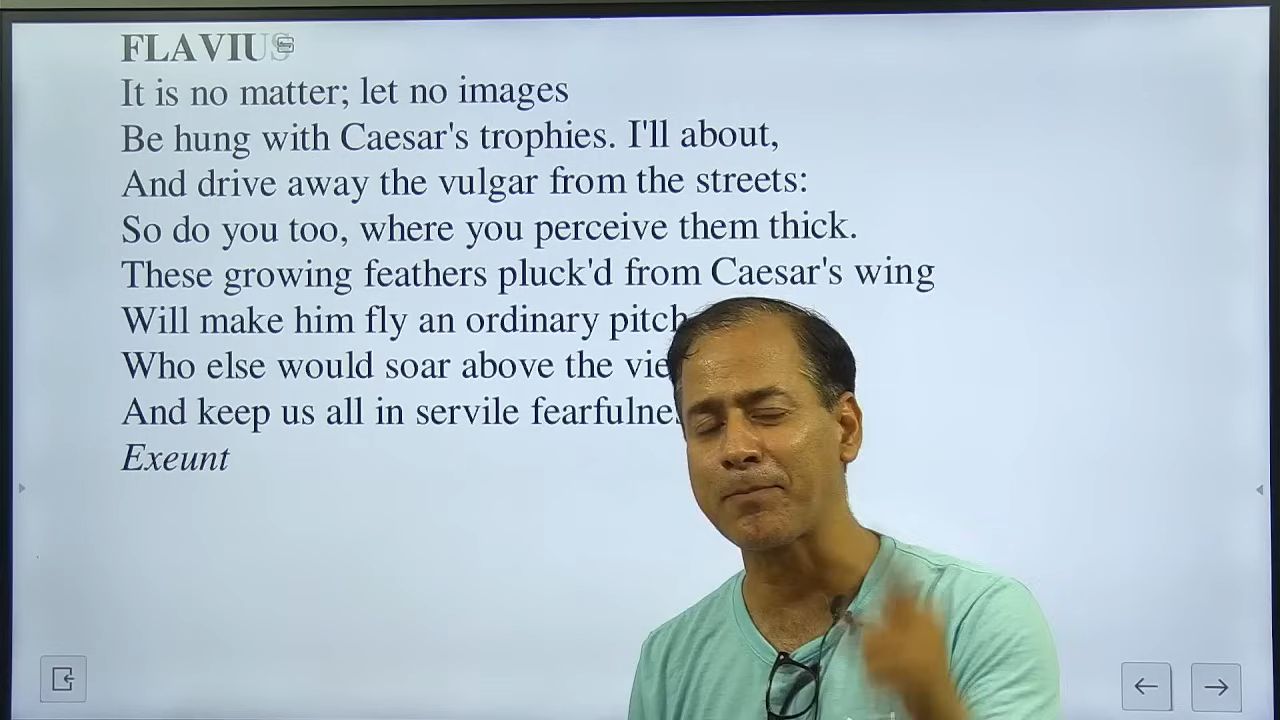 FLAVIUS
It is no matter; let no images
Be hung with Caesar's trophies. I'll about,
And drive away the vulgar from the streets:
So do you too, where you perceive them thick.
These growing feathers pluck'd from Caesar's wing
Will make him fly an ordinary pitch
Who else would soar above the
And keep us all in servile
Exeunt